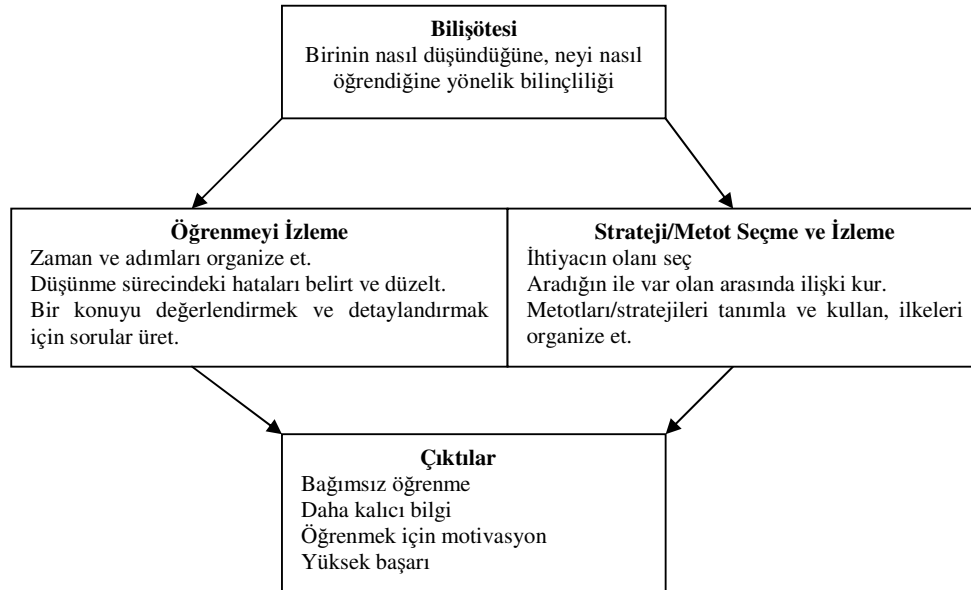 Bilişötesi
Birinin nasıl düşündüğüne, neyi nasıl
öğrendiğine yönelik bilinçliliği
Öğrenmeyi İzleme
Zaman ve adımları organize et.
Düşünme sürecindeki hataları belirt ve düzelt.
Bir konuyu değerlendirmek ve detaylandırmak
için sorular üret.
Strateji/Metot Seçme ve İzleme
İhtiyacın olanı seç
Aradığın ile var olan arasında ilişki kur.
Metotları/stratejileri tanımla ve kullan, ilkeleri
organize et.
Çıktılar
Bağımsız öğrenme
Daha kalıcı bilgi
Öğrenmek için motivasyon
Yüksek başarı